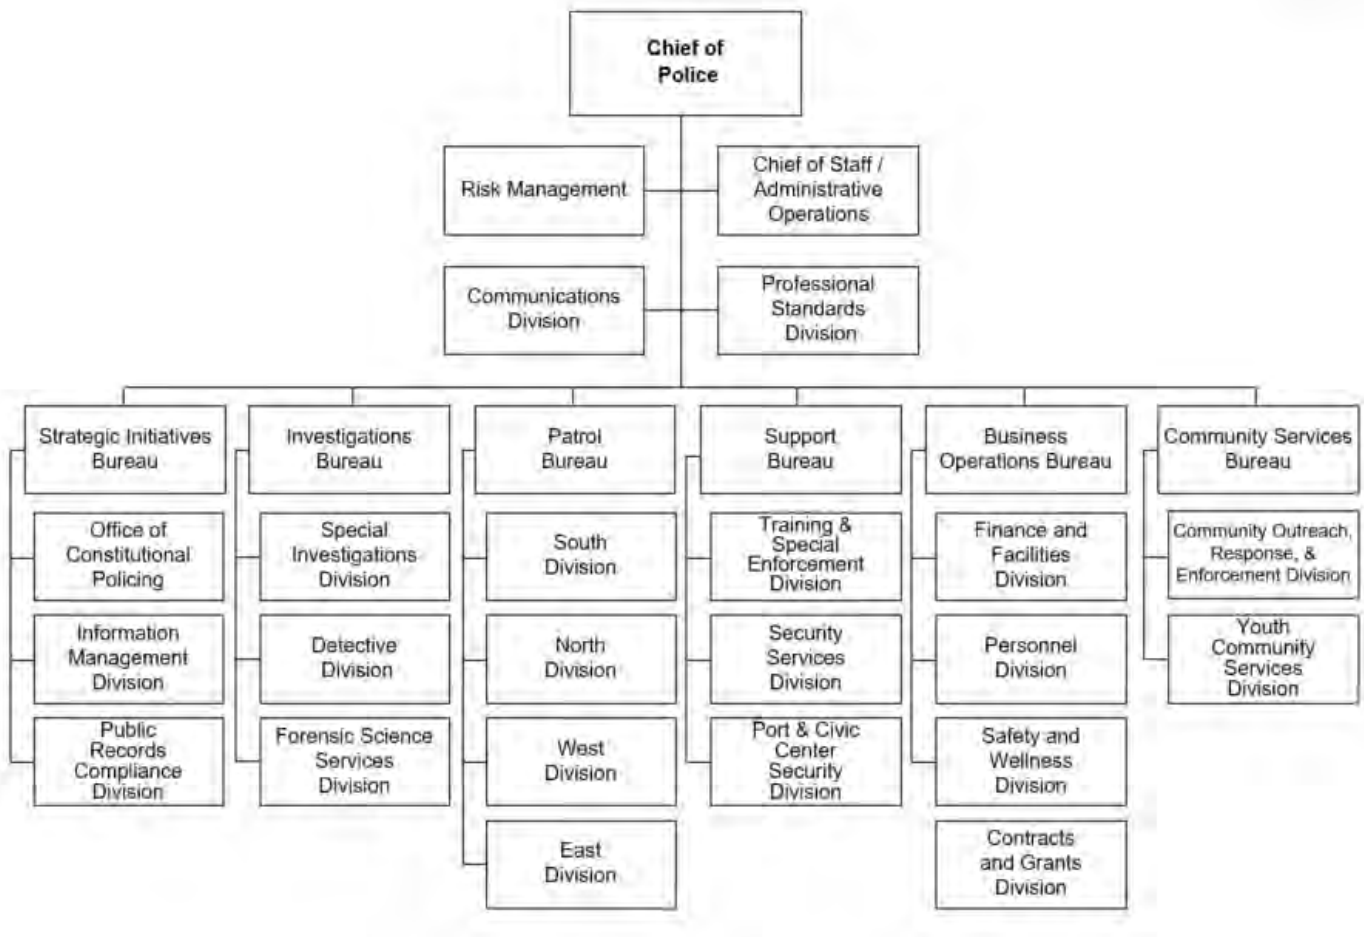 Chief of
Police
Risk Management
Chief of Staff /
Administrative
Operations
Communications
Division
Professional
Standards
Division
Strategic Initiatives
Bureau
Office of
Constitutional
Policing
Information
Management
Division
Public
Records
Compliance
Division
Investigations
Bureau
Special
Investigations
Division
Detective
Division
Forensic Science
Services
Division
Patrol
Bureau
South
Division
North
Division
West
Division
East
Division
Support
Bureau
Training &
Special
Enforcement
Division
Security
Services
Division
Port & Civic
Center
Security
Division
Business
Operations Bureau
Finance and
Facilities
Division
Personnel
Division
Safety and
Wellness
Division
Contracts
and Grants
Division
Community Services
Bureau
Community Outreach,
Response, &
Enforcement Division
Youth
Community
Services
Division